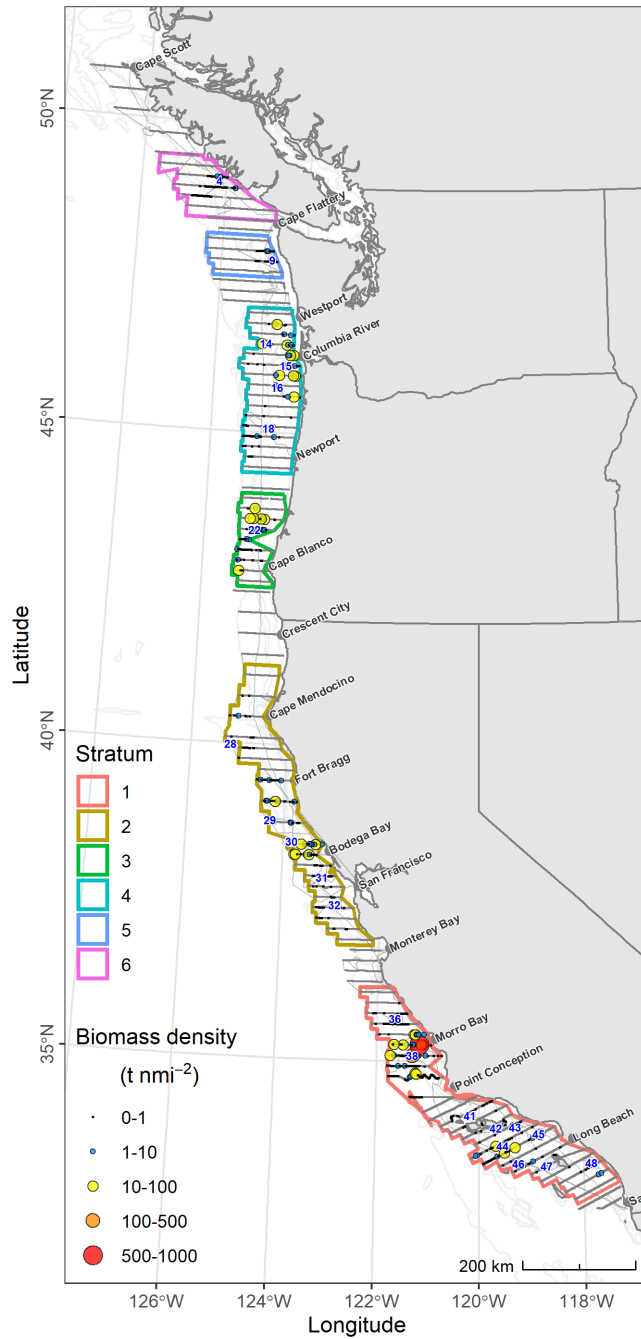 Cape Scott
50°N
4
Cape Flattery
9
Westport
14
Columbia River
15
16
45°N
18
Newport
22
Cape Blanco
Crescent City
Latitude
Cape Mendocino
40°N
28
Stratum
Fort Bragg
1
2
29
Bodega Bay
30
3
San Francisco
31
4
32
5
Monterey Bay
6
36
Biomass density
(t nmi⁻²)
Morro Bay
35°N
38
Point Conception
0-1
41
42
43
45
Long Beach
1-10
44
46
47
48
10-100
Sa
100-500
500-1000
200 km
126°W
124°W
122°W
120°W
118°W
Longitude